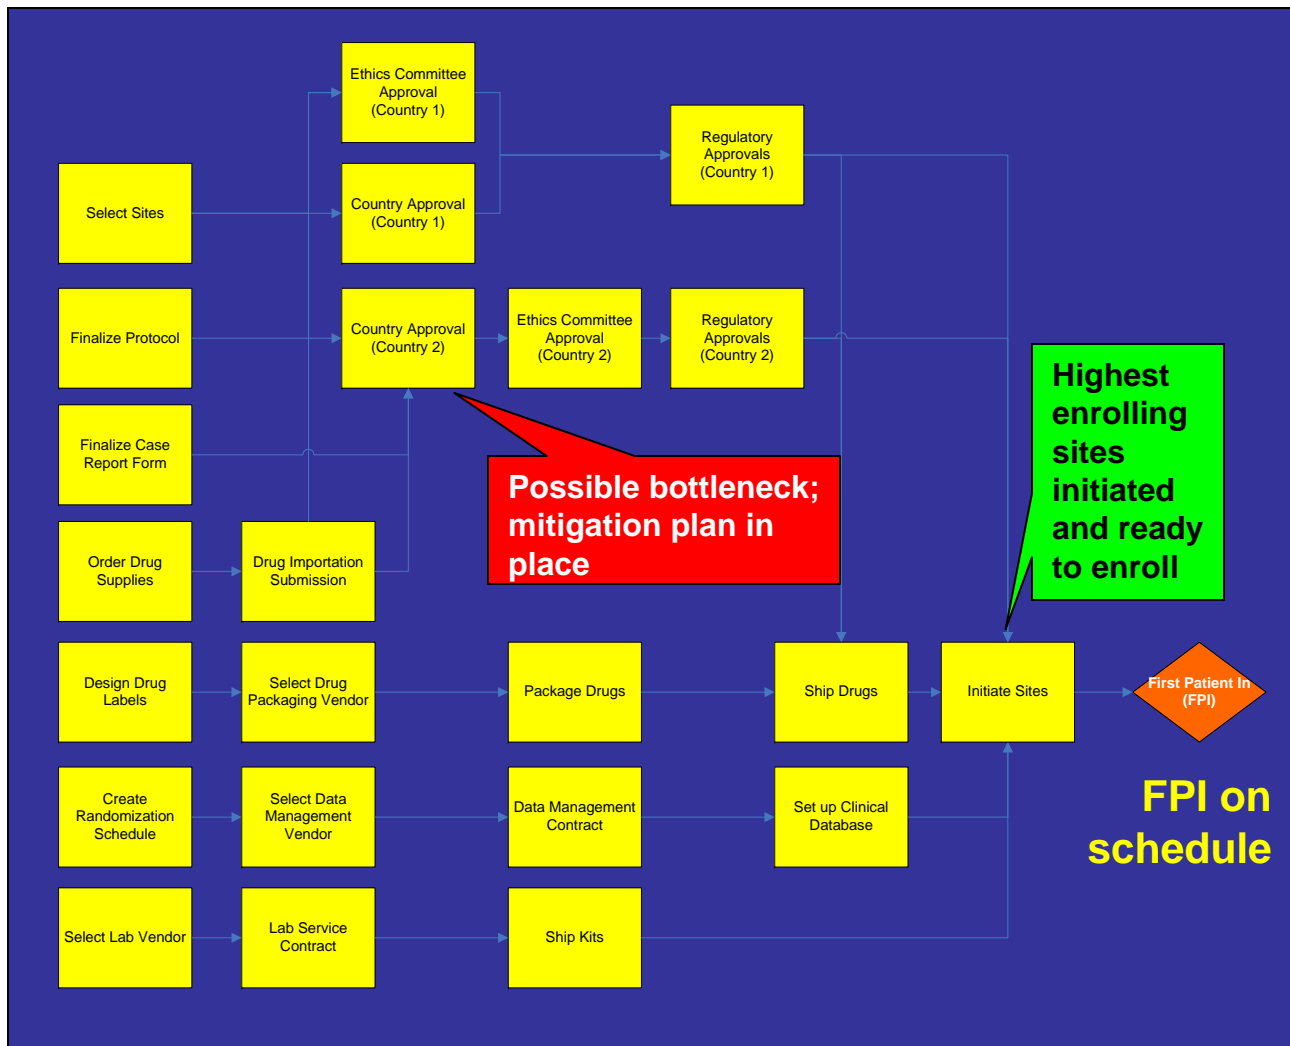 Ethics Committee
Approval
(Country 1)
Regulatory
Approvals
(Country 1)
Select Sites
Country Approval
(Country 1)
Finalize Protocol
Country Approval
(Country 2)
Ethics Committee
Approval
(Country 2)
Regulatory
Approvals
(Country 2)
Highest
enrolling
sites
initiated
and ready
to enroll
Finalize Case
Report Form
Possible bottleneck;
mitigation plan in
place
Order Drug
Supplies
Drug Importation
Submission
Design Drug
Labels
Select Drug
Packaging Vendor
Package Drugs
Ship Drugs
Initiate Sites
First Patient In
(FPI)
Create
Randomization
Schedule
Select Data
Management
Vendor
Data Management
Contract
Set up Clinical
Database
FPI on
schedule
Select Lab Vendor
Lab Service
Contract
Ship Kits